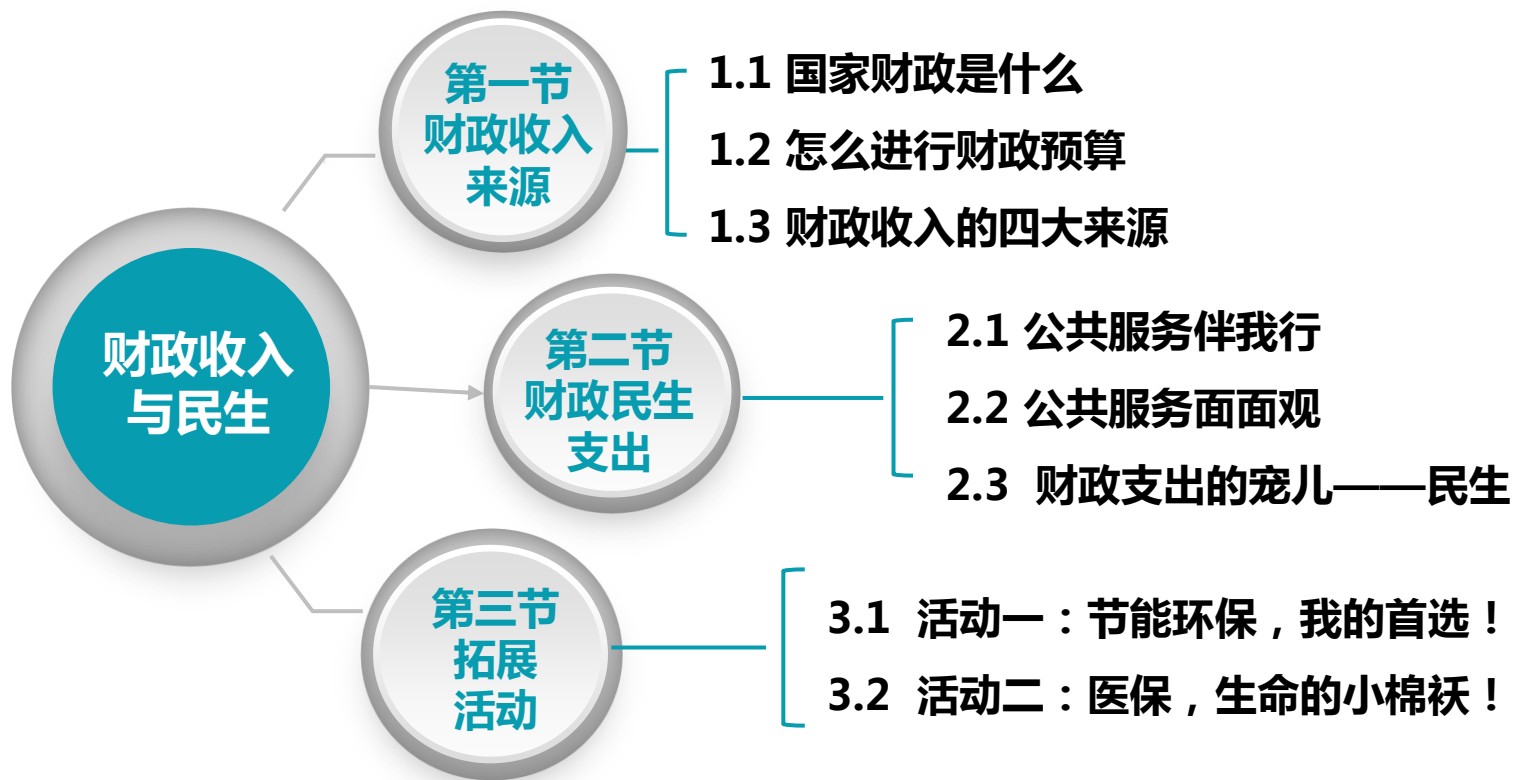 财政收入
与民生
第一节
财政收入
来源
1.1 国家财政是什么
1.2 怎么进行财政预算
1.3 财政收入的四大来源
第二节
财政民生
支出
2.1 公共服务伴我行
2.2 公共服务面面观
2.3 财政支出的宠儿——民生
第三节
拓展
活动
3.1 活动一：节能环保，我的首选！
3.2 活动二：医保，生命的小棉袄！